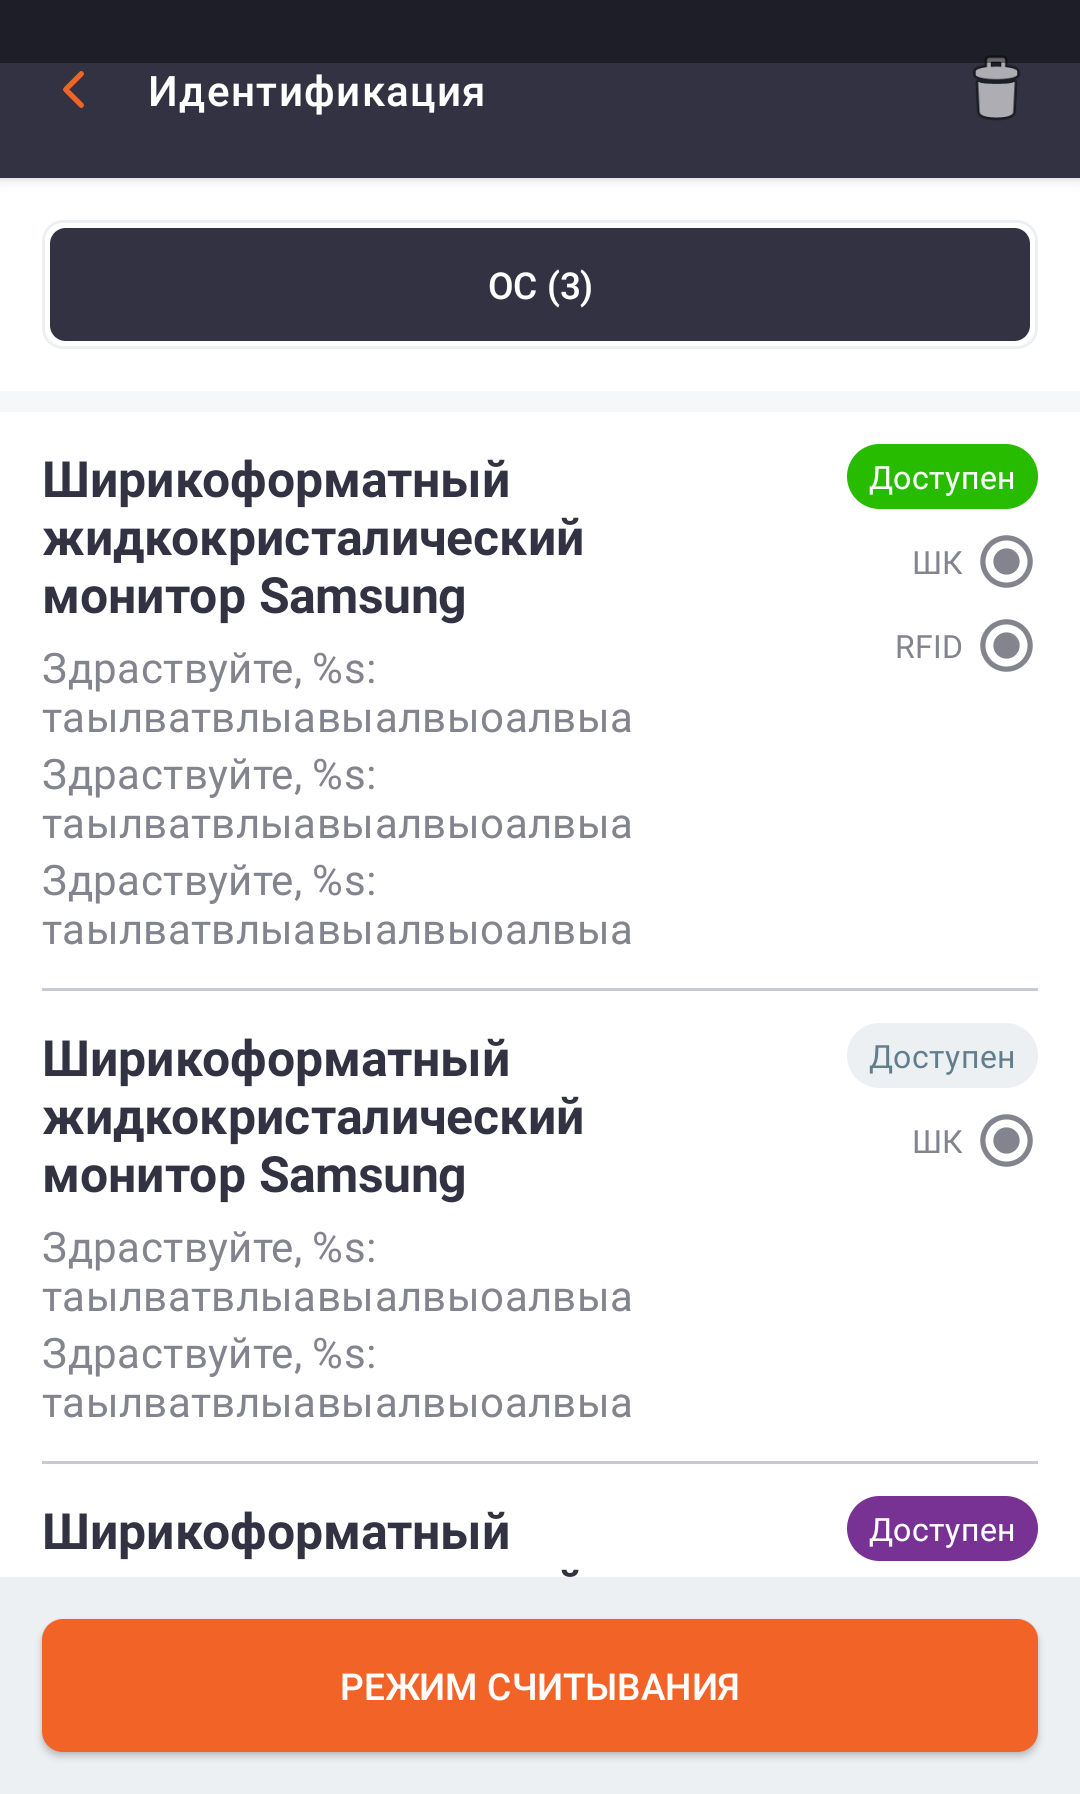 Идентификация
ОС (3)
Ширикоформатный
жидкокристалический
монитор Samsung
Доступен
ШК
RFID
Здраствуйте, %s:
таылватвлыавыалвыоалвыа
Здраствуйте, %s:
таылватвлыавыалвыоалвыа
Здраствуйте, %s:
таылватвлыавыалвыоалвыа
Ширикоформатный
жидкокристалический
монитор Samsung
Доступен
ШК
Здраствуйте, %s:
таылватвлыавыалвыоалвыа
Здраствуйте, %s:
таылватвлыавыалвыоалвыа
Ширикоформатный
Доступен
РЕЖИМ СЧИТЫВАНИЯ